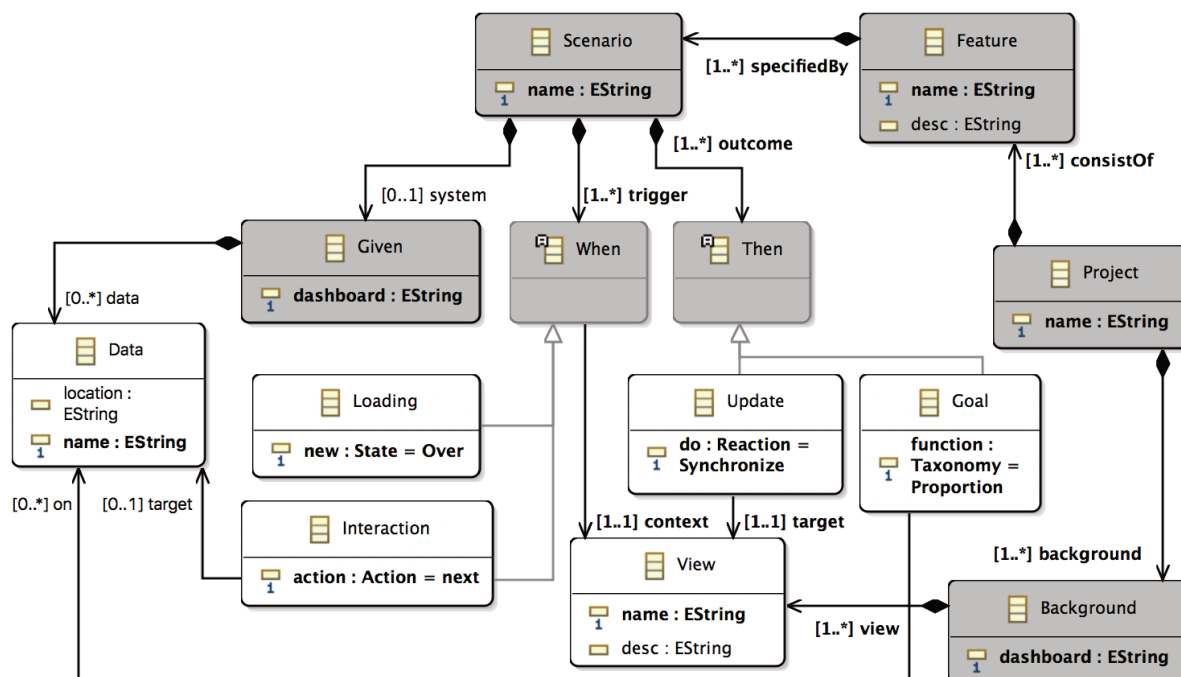 Scenario
name : EString
Feature
name : EString
desc : EString
[1..*] specifiedBy
[1..*] outcome
[1..*] consistOf
[0..1] system
[1..*] trigger
Given
dashboard : EString
When
Then
Project
name : EString
[0..*] data
Data
location :
EString
name : EString
Loading
new : State = Over
Update
do : Reaction =
Synchronize
Goal
function :
Taxonomy =
Proportion
[0..*] on
[0..1] target
Interaction
action : Action = next
[1..1] context
[1..1] target
View
name : EString
desc : EString
[1..*] background
[1..*] view
Background
dashboard : EString